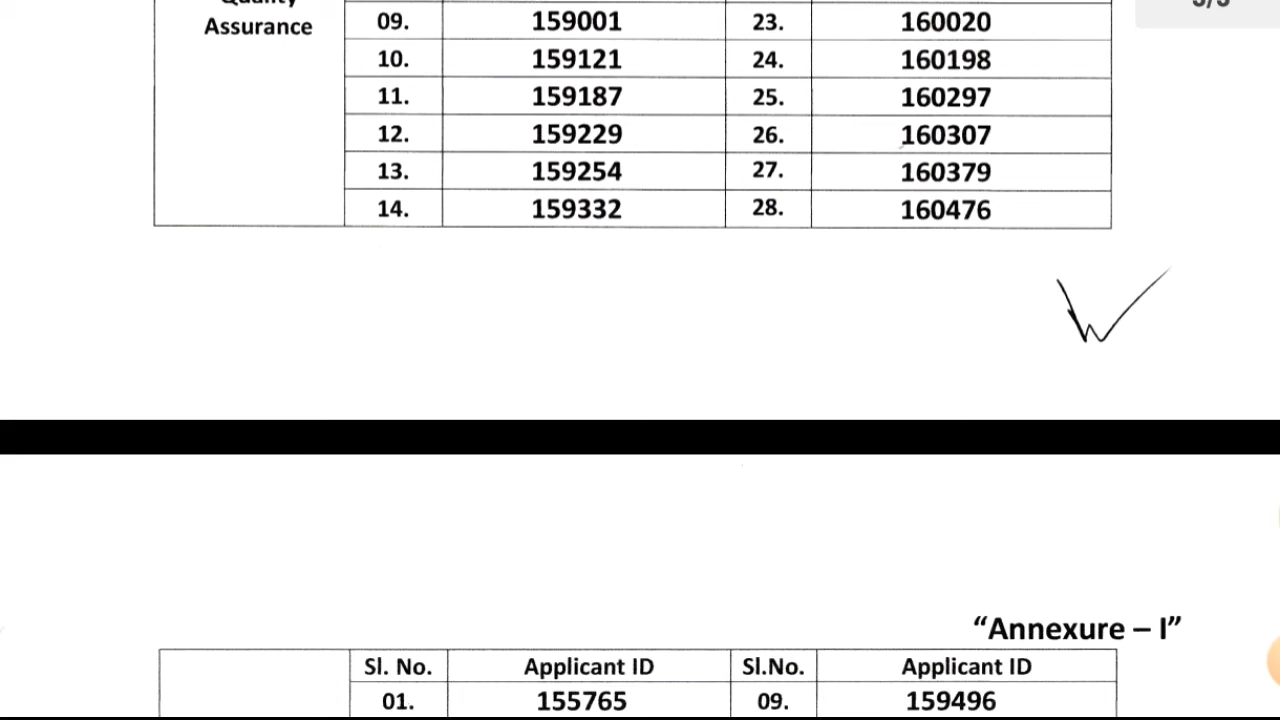 Quality
Assurance
09. 159001 23. 160020
10. 159121 24. 160198
11. 159187 25. 160297
12. 159229 26. 160307
13. 159254 27. 160379
14. 159332 28. 160476
"Annexure – I"
Sl. No. Applicant ID Sl.No. Applicant ID
01. 155765 09. 159496